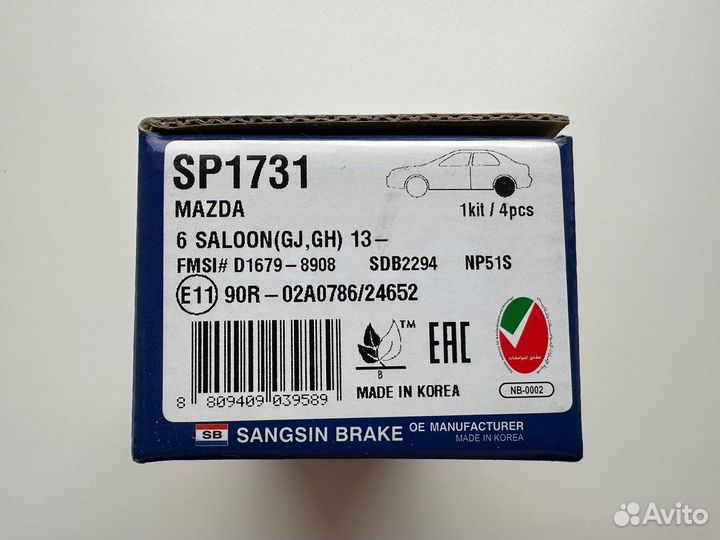 SP1731
MAZDA
1kit / 4pcs
6 SALOON(GJ,GH) 13-
FMSI# D1679-8908 SDB2294 NP51S
E11 90R-02A0786/24652
TM
EAC
B
MADE IN KOREA
NB-0002
8 809409 039589
SB SANGSIN BRAKE OE MANUFACTURER
MADE IN KOREA
Avito